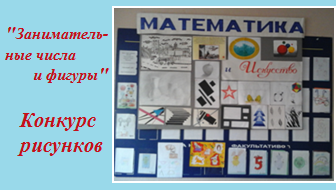 "Заниматель-
ные числа
и фигуры"
Конкурс
рисунков
МАТЕМАТИКА
и Искусство
ФАКУЛЬТАТИВ